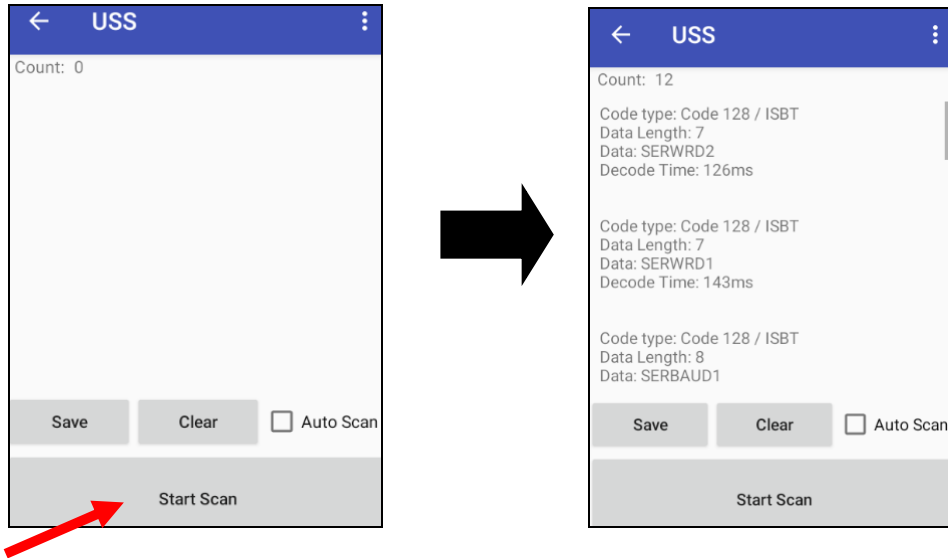 USS
Count: 0
Save
Clear
Auto Scan
Start Scan
USS
Count: 12
Code type: Code 128 / ISBT
Data Length: 7
Data: SERWRD2
Decode Time: 126ms
Code type: Code 128 / ISBT
Data Length: 7
Data: SERWRD1
Decode Time: 143ms
Code type: Code 128 / ISBT
Data Length: 8
Data: SERBAUD1
Save
Clear
Auto Scan
Start Scan